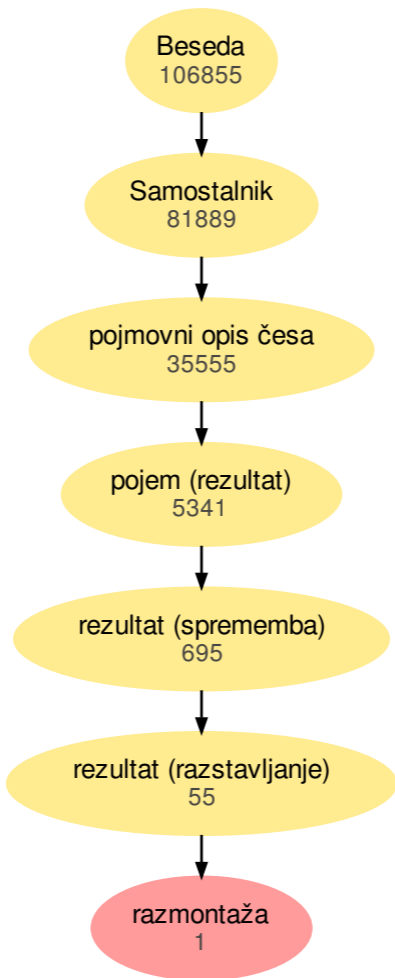 Beseda
106855
Samostalnik
81889
pojmovni opis česa
35555
pojem (rezultat)
5341
rezultat (sprememba)
695
rezultat (razstavljanje)
55
razmontaža
1